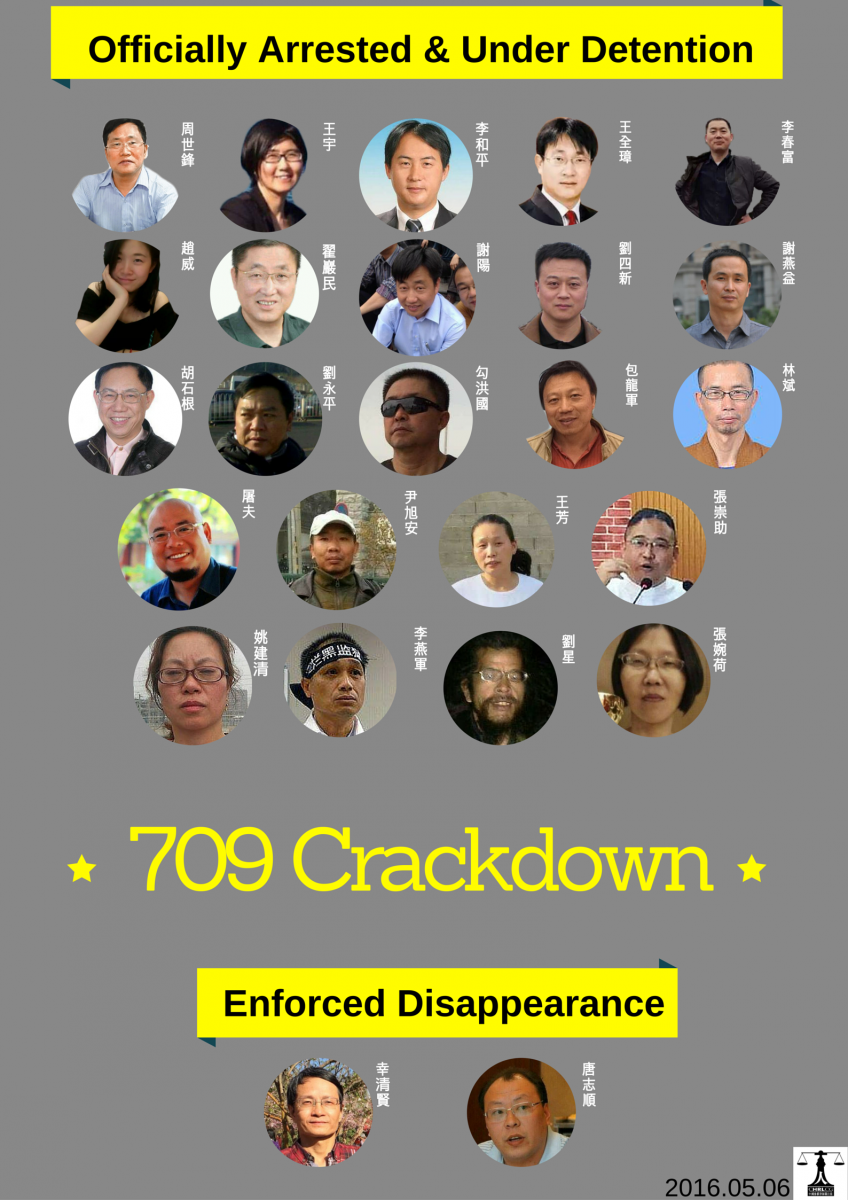 Officially Arrested & Under Detention
周世鋒
王宇
李和平
王全璋
李春富
趙威
翟巖民
謝陽
劉四新
謝燕益
胡石根
劉永平
勾洪國
包龍軍
林斌
屠夫
尹旭安
王芳
張崇助
姚建清
李燕軍
劉星
張婉荷
709 Crackdown
Enforced Disappearance
幸清賢
唐志順
2016.05.06